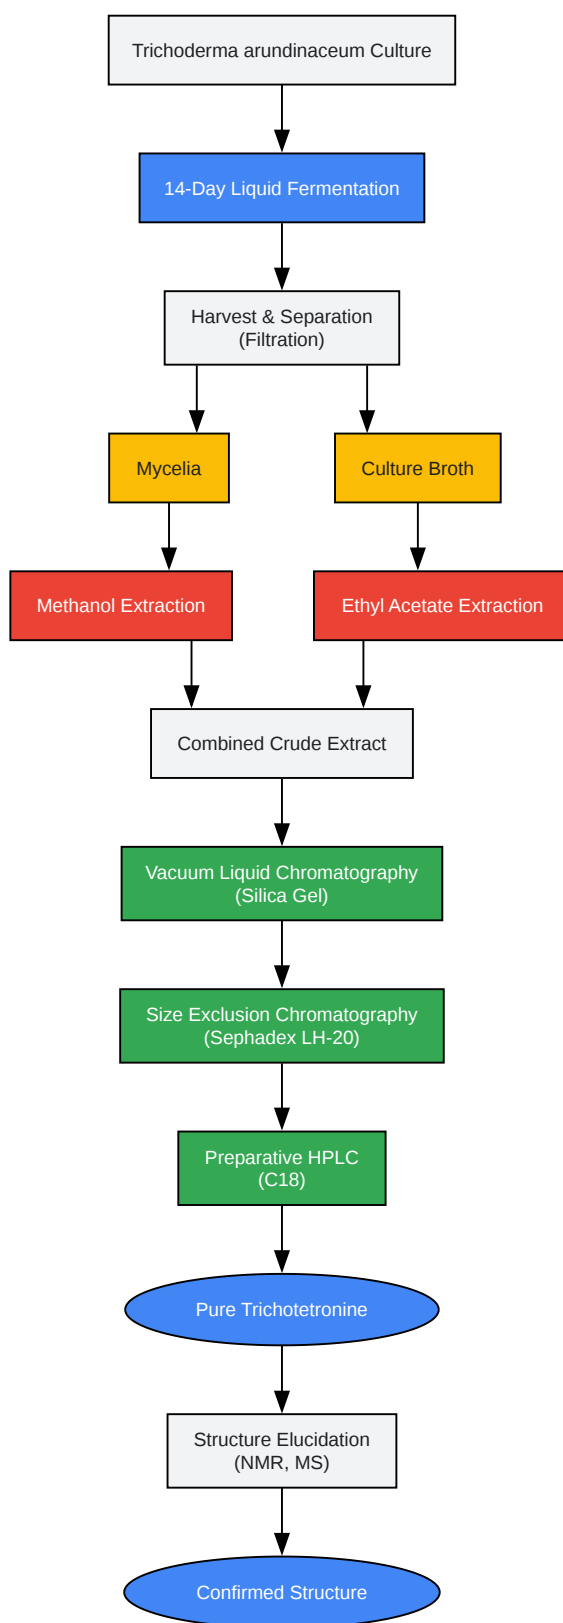 Trichoderma arundinaceum Culture
14-Day Liquid Fermentation
Harvest & Separation
(Filtration)
Mycelia
Culture Broth
Methanol Extraction
Ethyl Acetate Extraction
Combined Crude Extract
Vacuum Liquid Chromatography
(Silica Gel)
Size Exclusion Chromatography
(Sephadex LH-20)
Preparative HPLC
(C18)
Pure Trichotetronine
Structure Elucidation
(NMR, MS)
Confirmed Structure